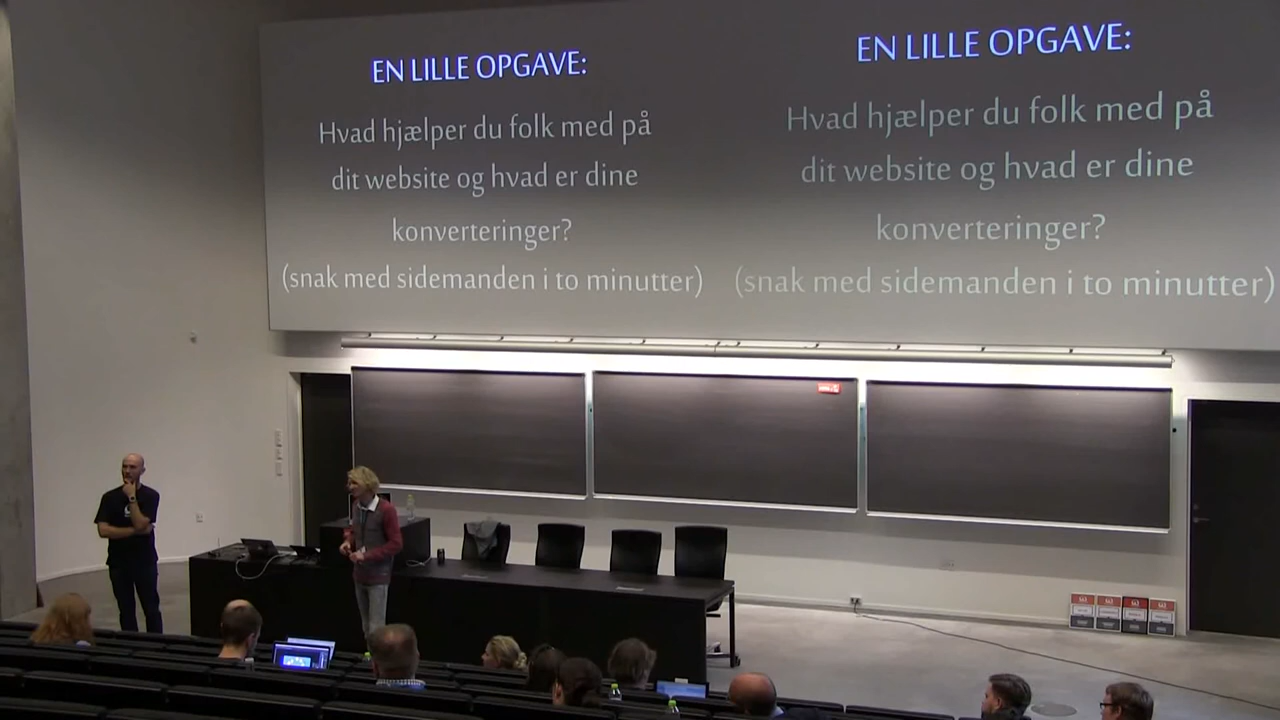 EN LILLE OPGAVE:
Hvad hjælper du folk med på
dit website og hvad er dine
konverteringer?
(snak med sidemanden i to minutter)
EN LILLE OPGAVE:
Hvad hjælper du folk med på
dit website og hvad er dine
konverteringer?
(snak med sidemanden i to minutter)